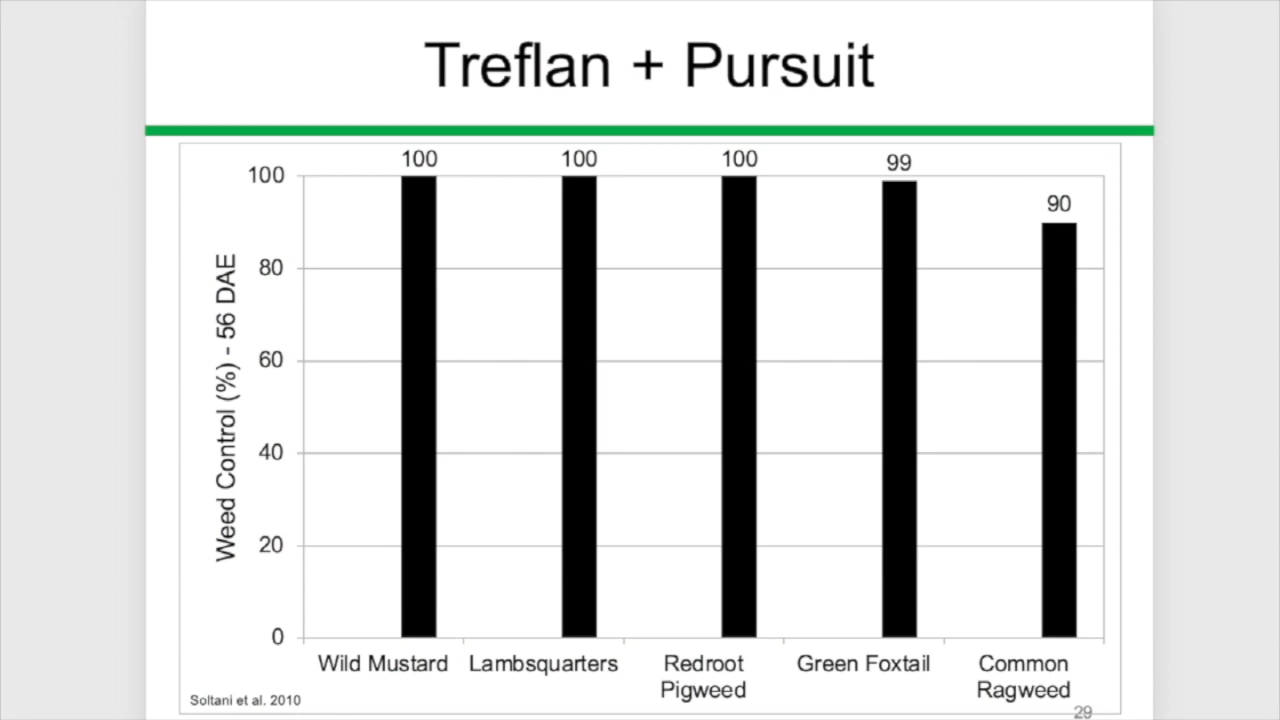 Treflan + Pursuit
100 100 100 99 90
Weed Control (%) - 56 DAE
100
80
60
40
20
0
Wild Mustard Lambsquarters Redroot Pigweed Green Foxtail Common Ragweed
Soltani et al. 2010
29